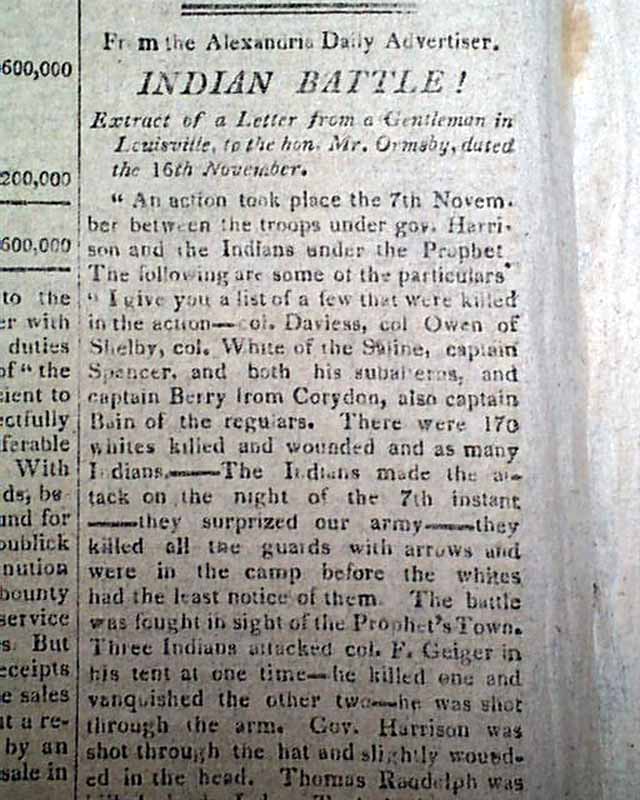 600,000
200,000
600,000
to the
er with
duties
of "the
cient to
ectfully
ferable
With
ds, be
und for
publick
nution
bounty
service
s. But
eceipts
e sales
at a re-
by an
sale in
From the Alexandria Daily Advertiser.
INDIAN BATTLE!
Extract of a Letter from a Gentleman in
Louisville, to the hon. Mr. Ormsby, dated
the 16th November.
" An action took place the 7th Novem-
ber between the troops under gov. Harri-
son and the Indians under the Prophet
The following are some of the particulars"
" I give you a list of a few that were killed
in the action—col. Daviess, col Owen of
Shelby, col. White of the Saline, captain
Spencer, and both his subalterns, and
captain Berry from Corydon, also captain
Bain of the regulars. There were 170
whites killed and wounded and as many
Indians.—The Indians made the at-
tack on the night of the 7th instant
—they surprized our army—they
killed all the guards with arrows and
were in the camp before the whites
had the least notice of them. The battle
was fought in sight of the Prophet's Town.
Three Indians attacked col. F. Geiger in
his tent at one time—he killed one and
vanquished the other two—he was shot
through the arm. Gov. Harrison was
shot through the hat and slightly wound-
ed in the head. Thomas Randolph was